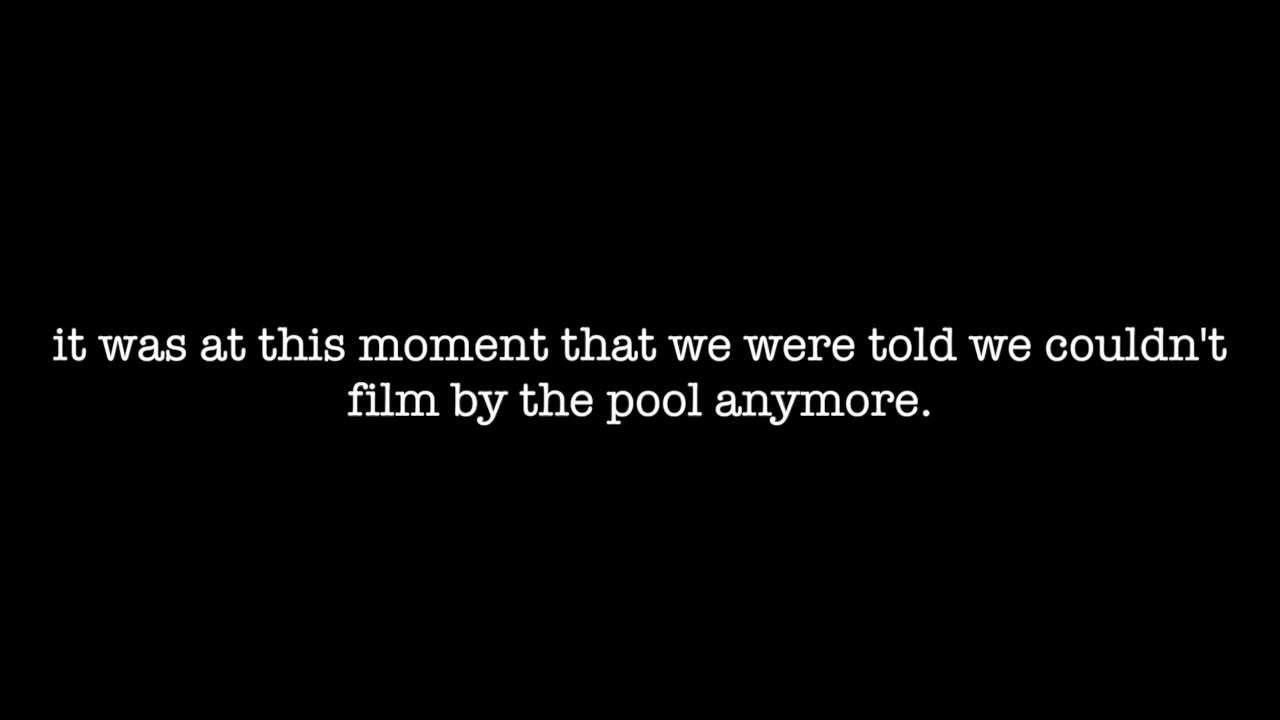 it was at this moment that we were told we couldn't
film by the pool anymore.